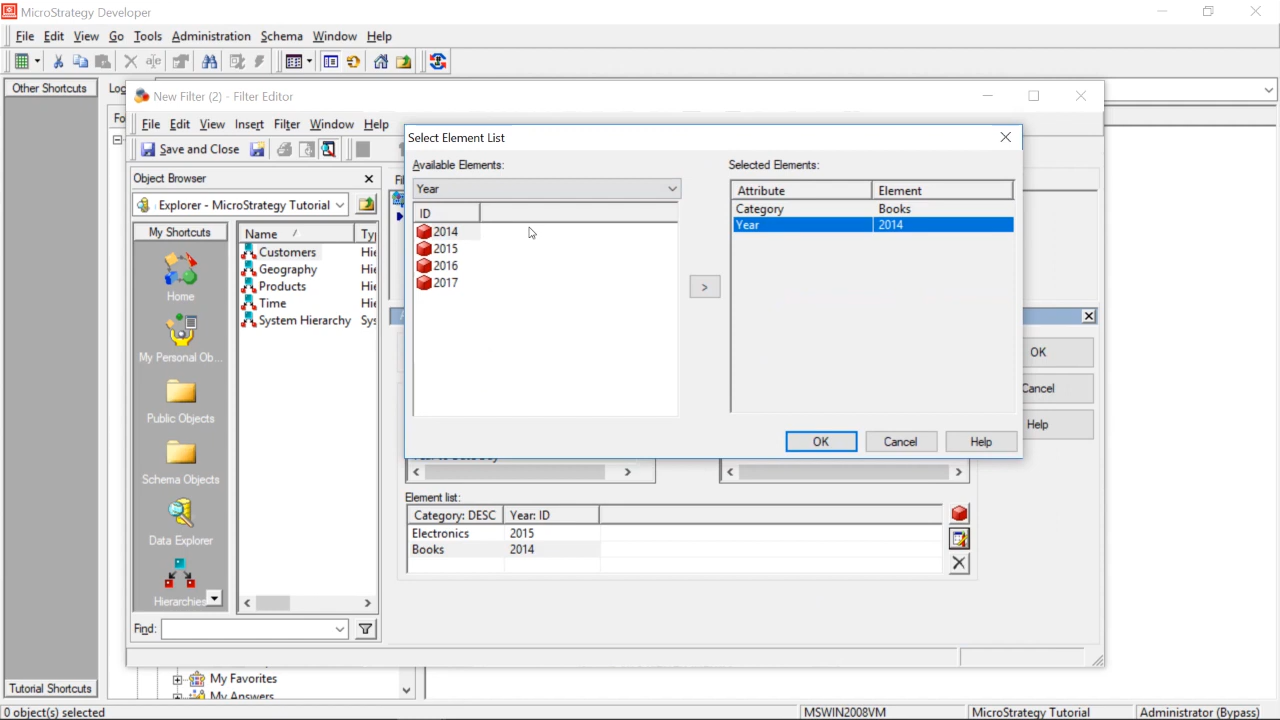 MicroStrategy Developer
File Edit View Go Tools Administration Schema Window Help
Other Shortcuts
New Filter (2) - Filter Editor
File Edit View Insert Filter Window Help
Save and Close
Object Browser
Explorer - MicroStrategy Tutorial
My Shortcuts
Home
My Personal Ob...
Public Objects
Schema Objects
Data Explorer
Hierarchies
Name
Customers
Geography
Products
Time
System Hierarchy
Find:
Select Element List
Available Elements:
Year
ID
2014
2015
2016
2017
>
Selected Elements:
Attribute Element
Category Books
Year 2014
OK Cancel Help
OK
Cancel
Help
Element list:
Category: DESC Year: ID
Electronics 2015
Books 2014
My Favorites
My Answers
Tutorial Shortcuts
0 object(s) selected
MSWIN2008VM
MicroStrategy Tutorial
Administrator (Bypass)